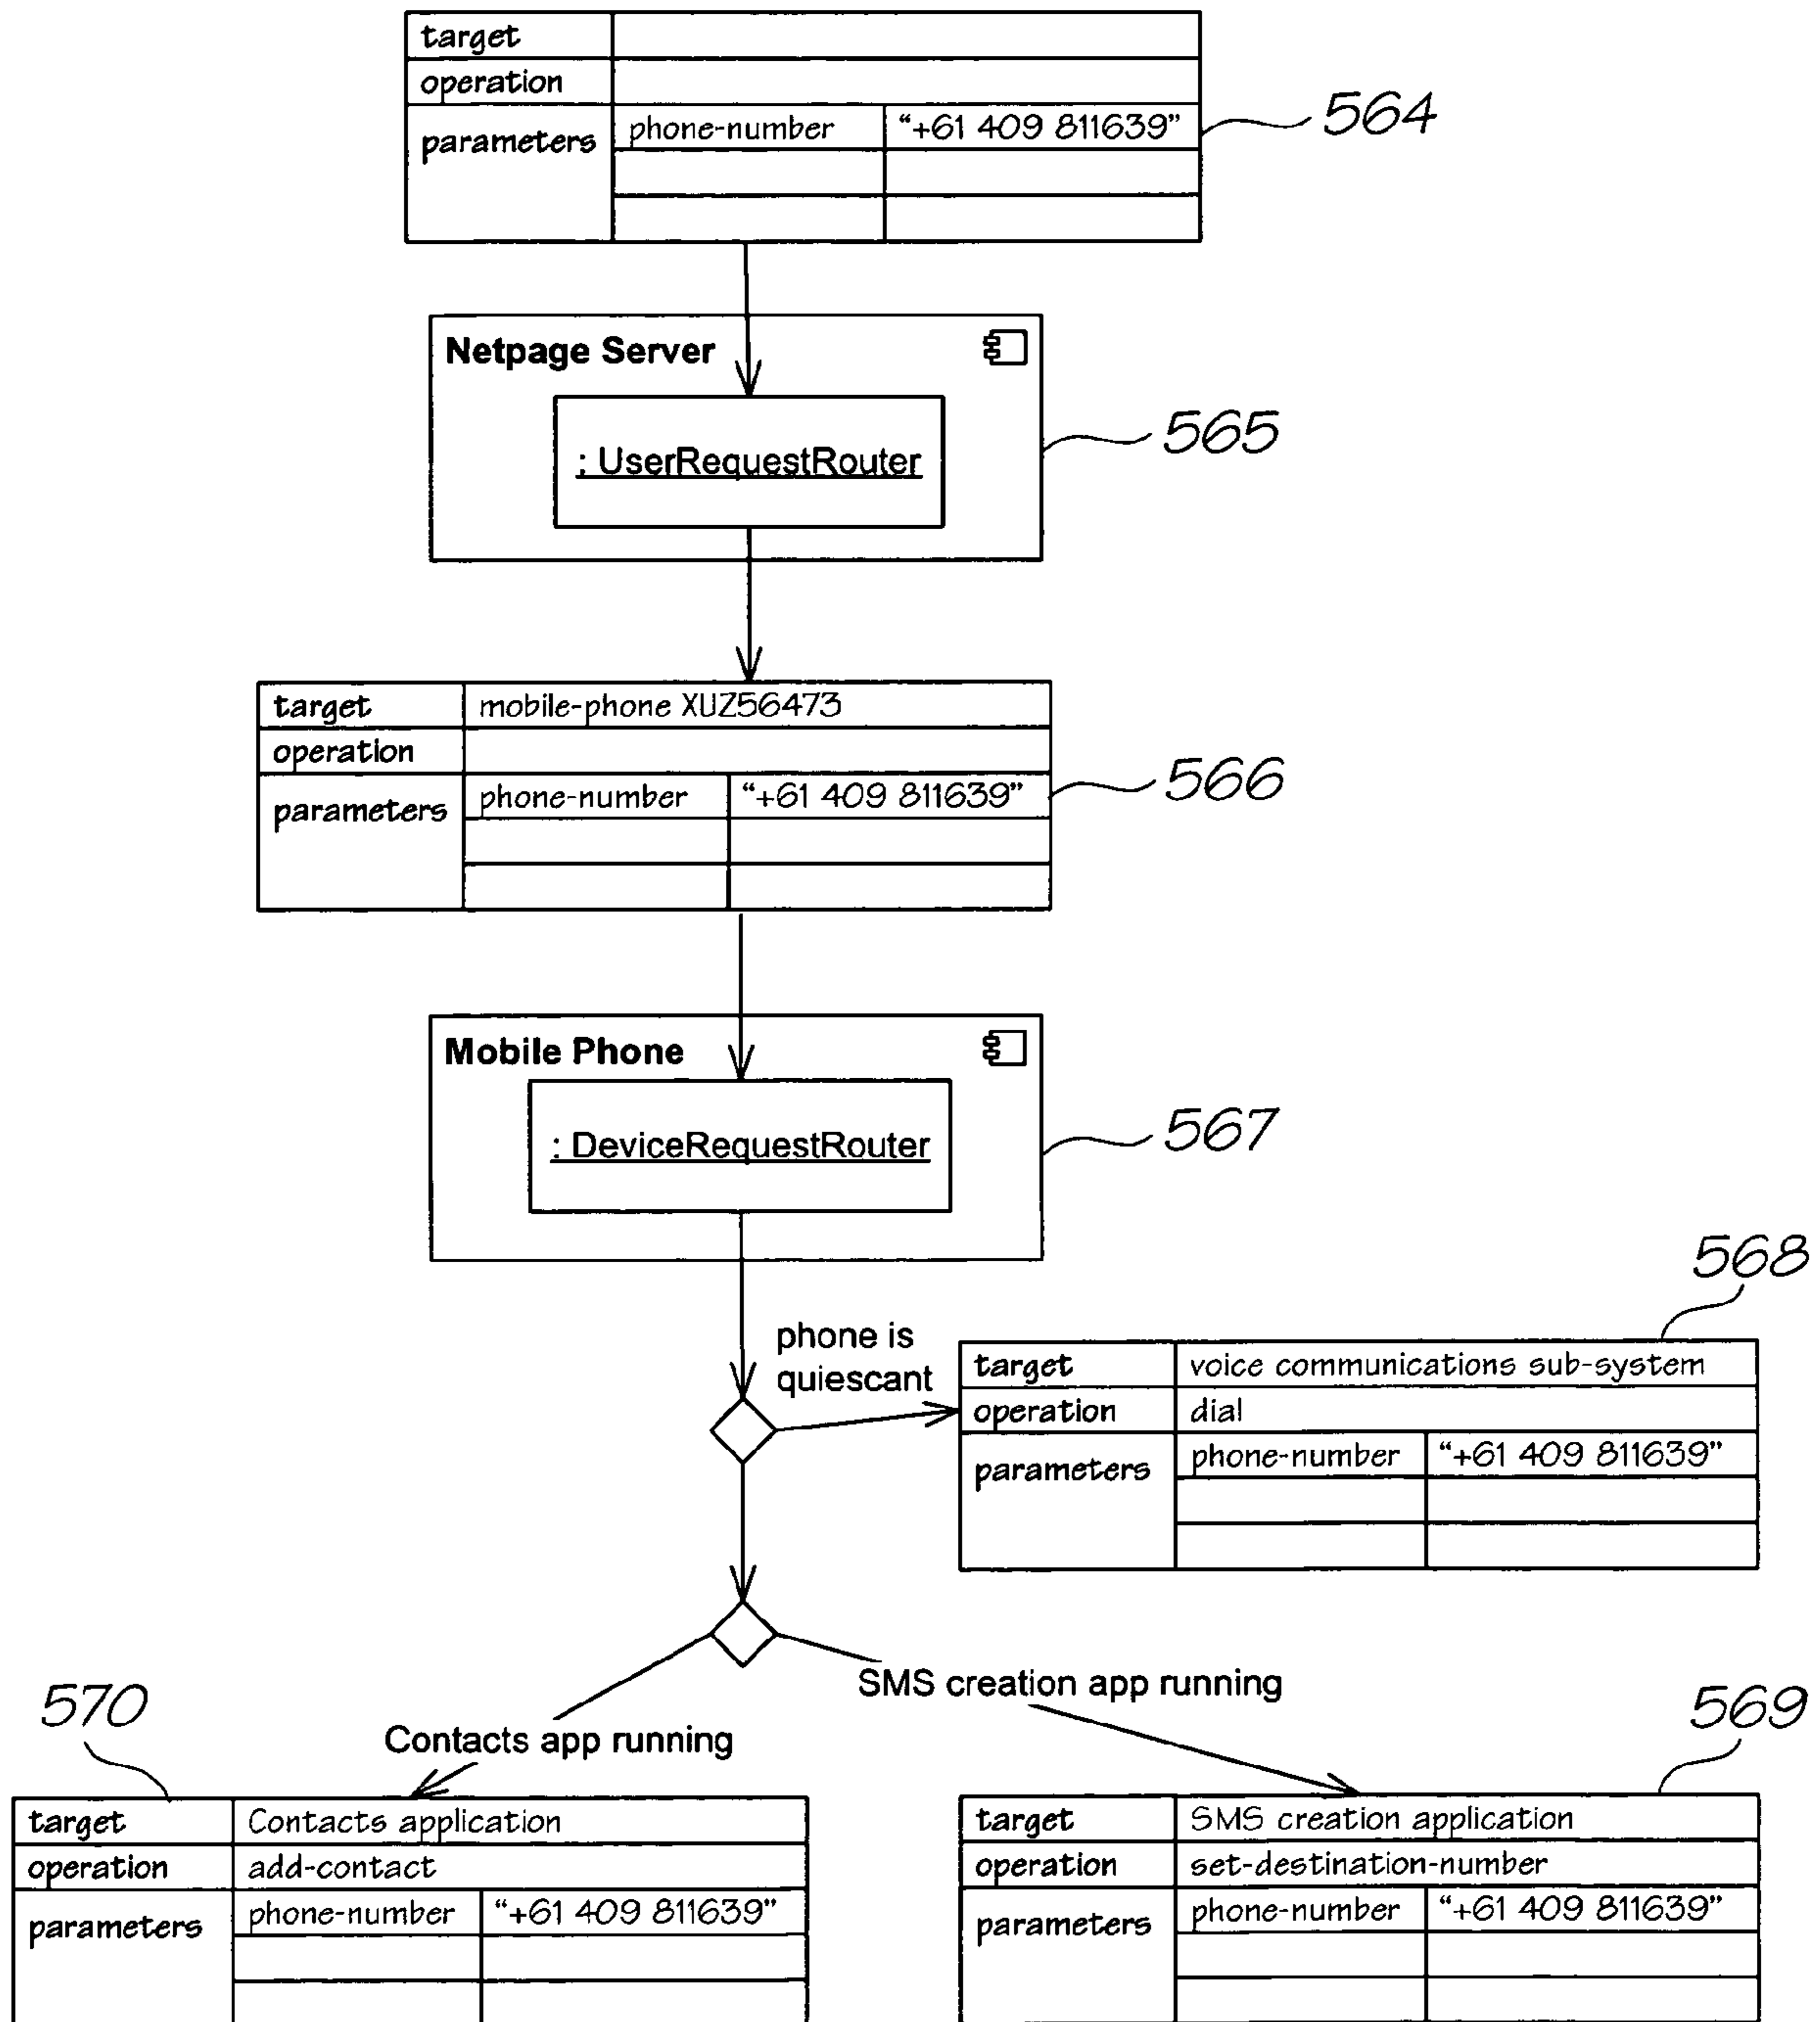 target
operation
parameters phone-number "+61 409 811639"
564
Netpage Server
: UserRequestRouter
565
target mobile-phone XUZ56473
operation
parameters phone-number "+61 409 811639"
566
Mobile Phone
: DeviceRequestRouter
567
568
phone is
quiescant
target voice communications sub-system
operation dial
parameters phone-number "+61 409 811639"
SMS creation app running
Contacts app running
570
target Contacts application
operation add-contact
parameters phone-number "+61 409 811639"
569
target SMS creation application
operation set-destination-number
parameters phone-number "+61 409 811639"